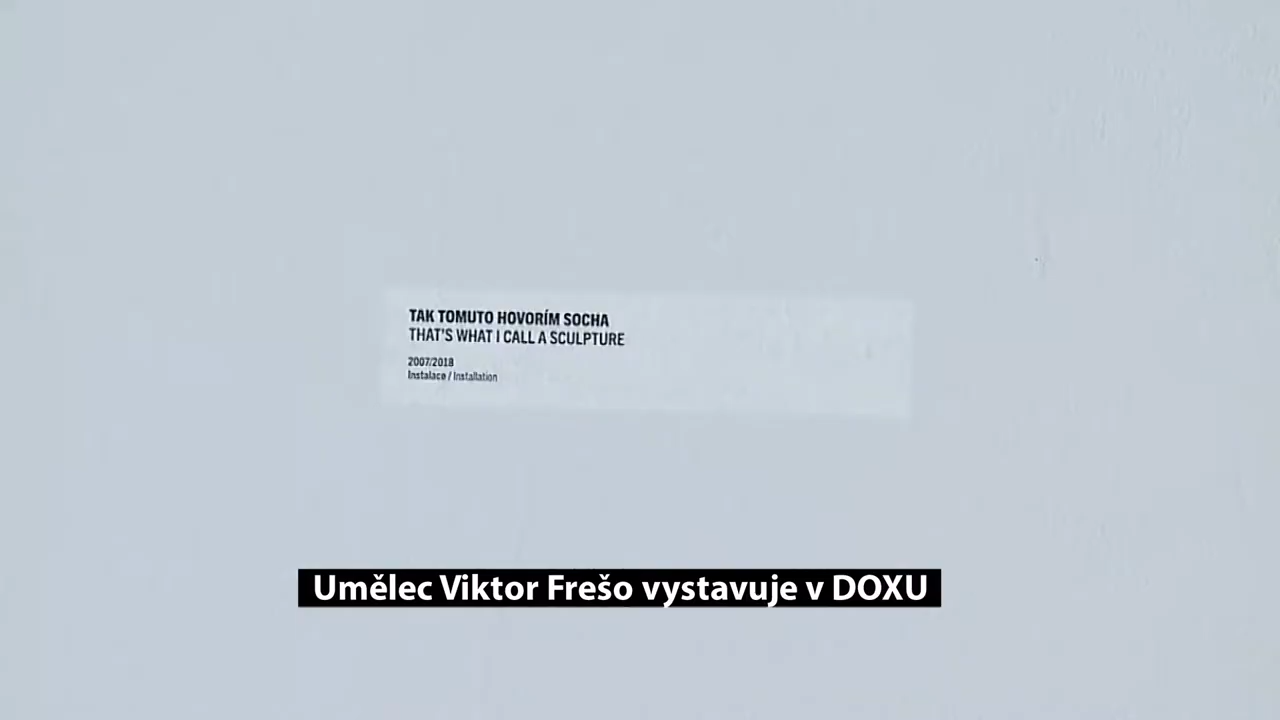 TAK TOMUTO HOVORÍM SOCHA
THAT'S WHAT I CALL A SCULPTURE
2007/2018
Instalace / Installation
Umělec Viktor Frešo vystavuje v DOXU